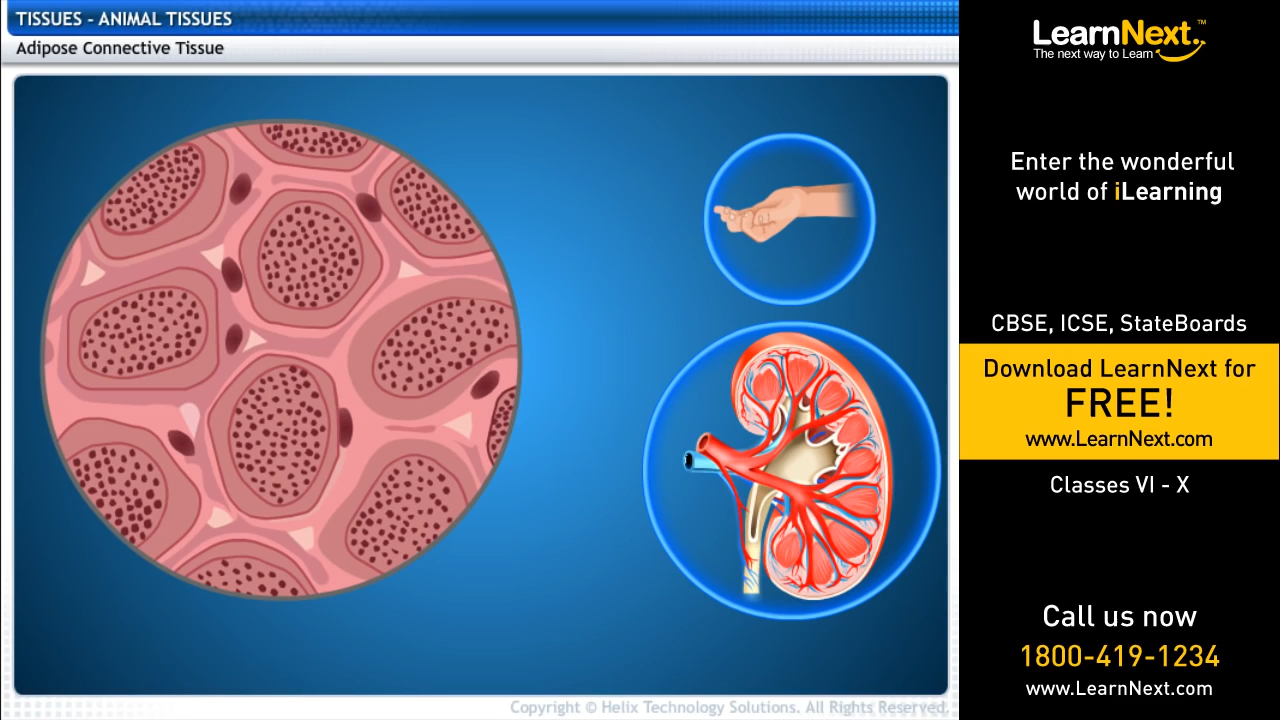 TISSUES - ANIMAL TISSUES
Adipose Connective Tissue
LearnNext.™
The next way to Learn
Enter the wonderful
world of iLearning
CBSE, ICSE, StateBoards
Download LearnNext for
FREE!
www.LearnNext.com
Classes VI - X
Call us now
1800-419-1234
www.LearnNext.com
Copyright © Helix Technology Solutions. All Rights Reserved.